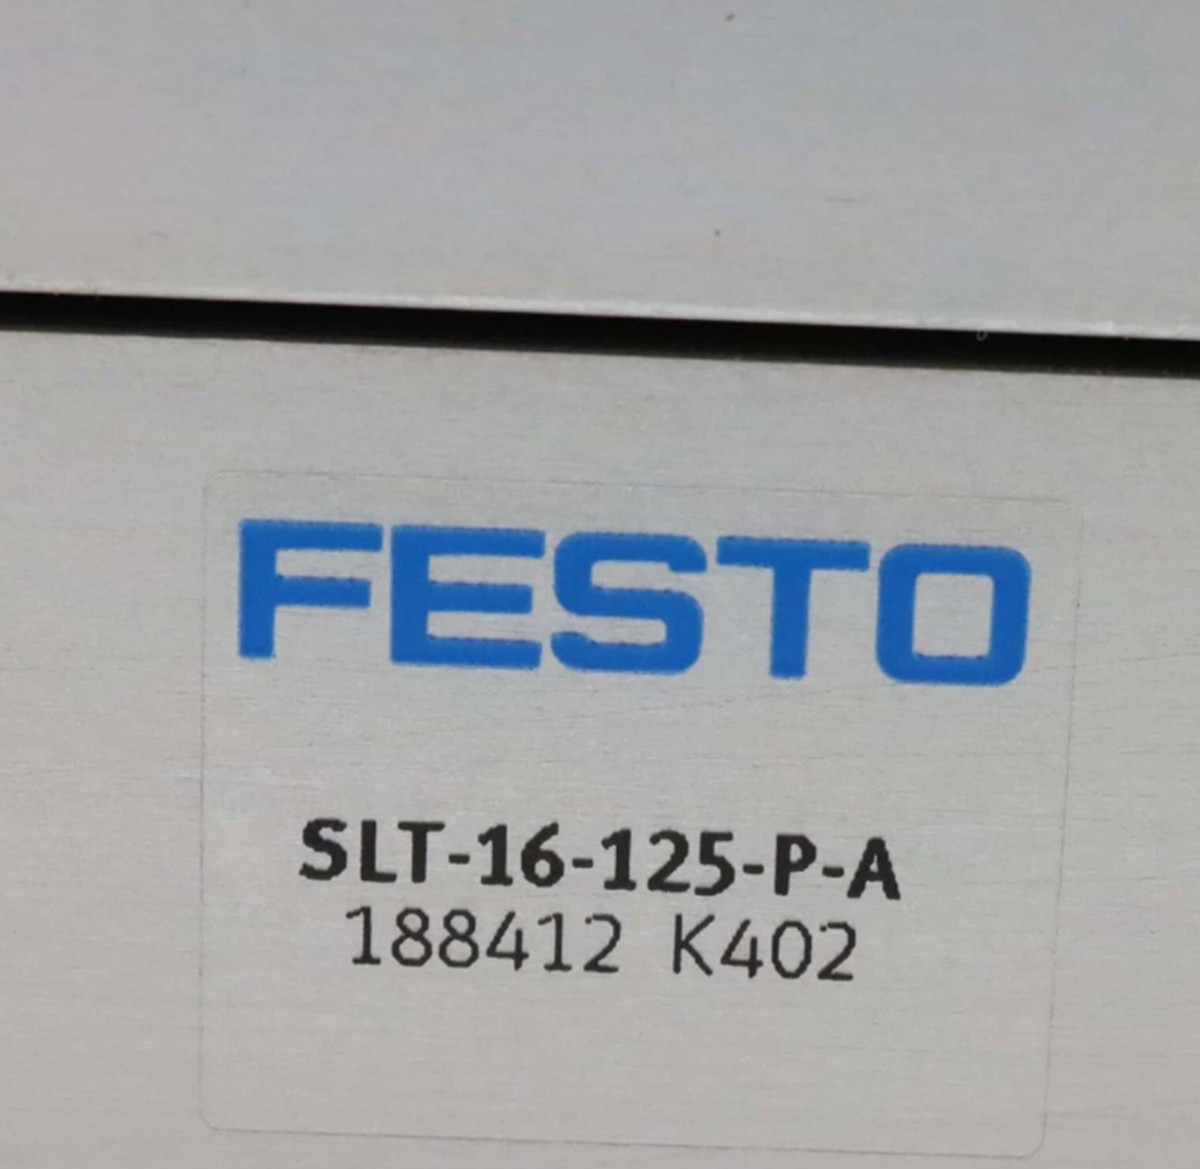 FESTO
SLT-16-125-P-A
188412 K402